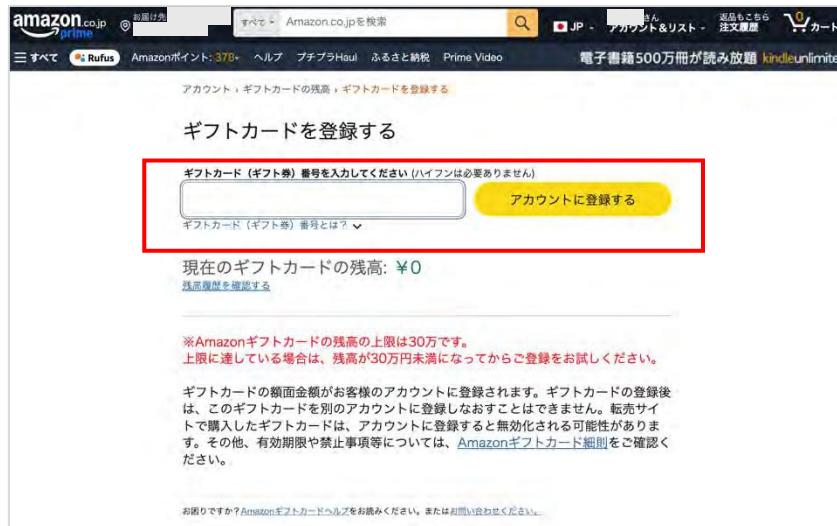 amazon.co.jp
prime
お届け先
すべて
Amazon.co.jpを検索
JP
さん
アカウント&リスト
返品もこちら
注文履歴
0
カート
すべて
Rufus
Amazonポイント: 378
ヘルプ
プチプラHaul
ふるさと納税
Prime Video
電子書籍500万冊が読み放題 kindleunlimite
アカウント › ギフトカードの残高 › ギフトカードを登録する
ギフトカードを登録する
ギフトカード（ギフト券）番号を入力してください (ハイフンは必要ありません)
アカウントに登録する
ギフトカード（ギフト券）番号とは？
現在のギフトカードの残高: ¥0
残高履歴を確認する
※Amazonギフトカードの残高の上限は30万です。
上限に達している場合は、残高が30万円未満になってからご登録をお試しください。
ギフトカードの額面金額がお客様のアカウントに登録されます。ギフトカードの登録後
は、このギフトカードを別のアカウントに登録しなおすことはできません。転売サイ
トで購入したギフトカードは、アカウントに登録すると無効化される可能性がありま
す。その他、有効期限や禁止事項等については、Amazonギフトカード細則をご確認く
ださい。
お困りですか？Amazonギフトカードヘルプをお読みください。またはお問い合わせください。